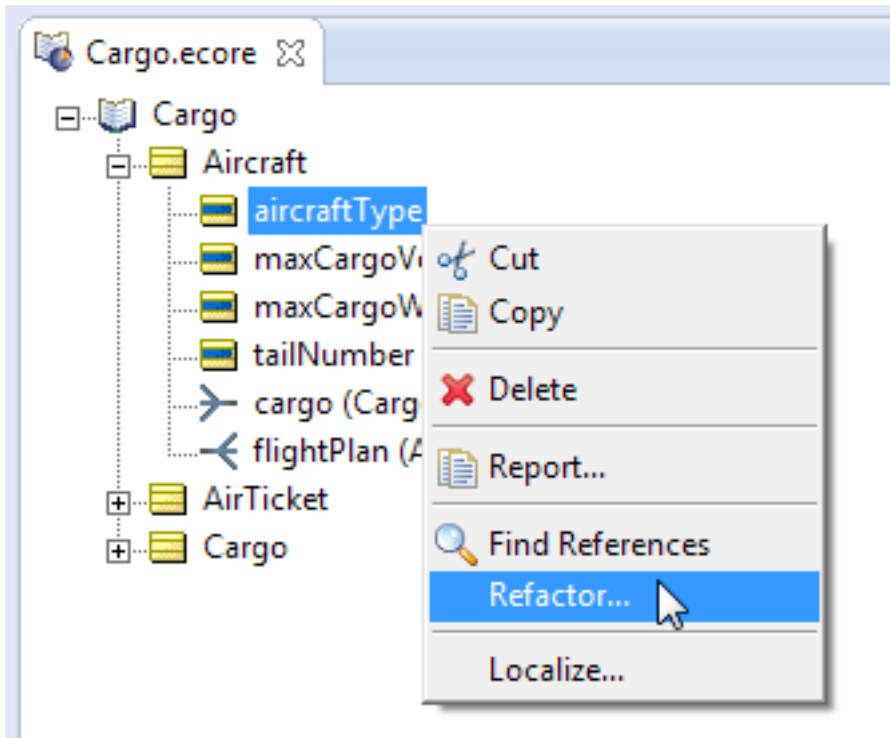 Cargo.ecore
Cargo
Aircraft
aircraftType
maxCargoV
maxCargoW
tailNumber
cargo (Carg
flightPlan (A
AirTicket
Cargo
Cut
Copy
Delete
Report...
Find References
Refactor...
Localize...